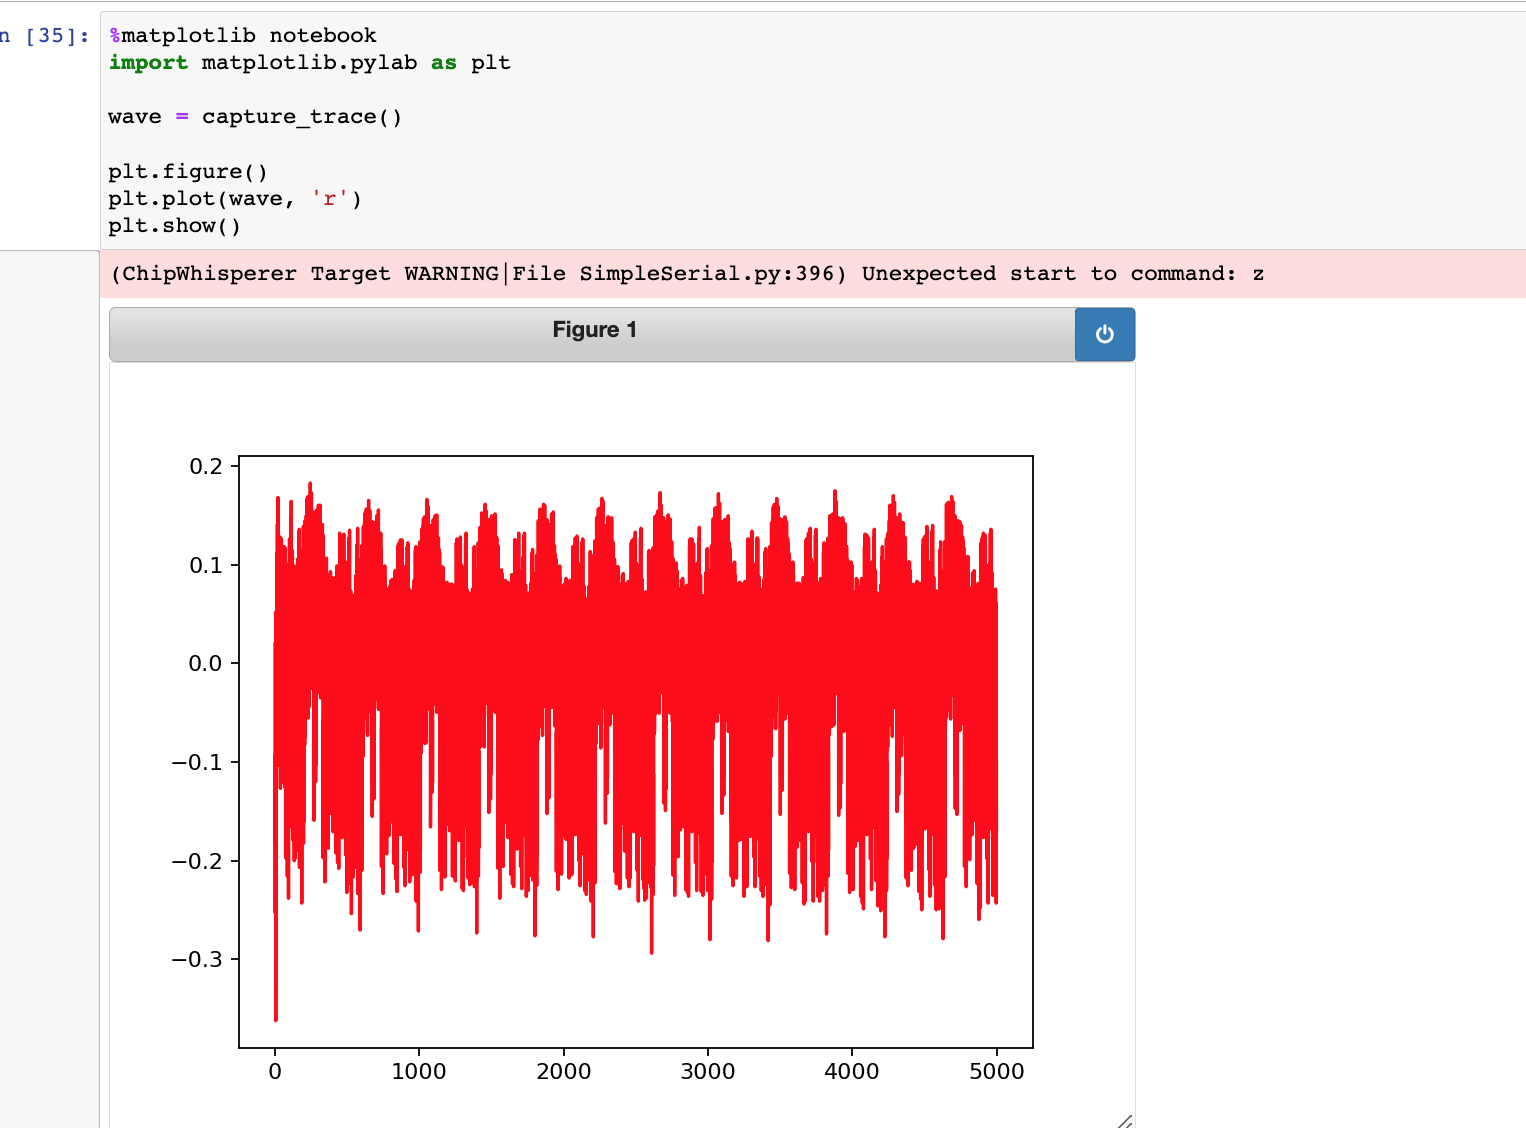 n [35]:
%matplotlib notebook
import matplotlib.pylab as plt
wave = capture_trace()
plt.figure()
plt.plot(wave, 'r')
plt.show()
(ChipWhisperer Target WARNING|File SimpleSerial.py:396) Unexpected start to command: z
Figure 1
0.2
0.1
0.0
−0.1
−0.2
−0.3
0 1000 2000 3000 4000 5000